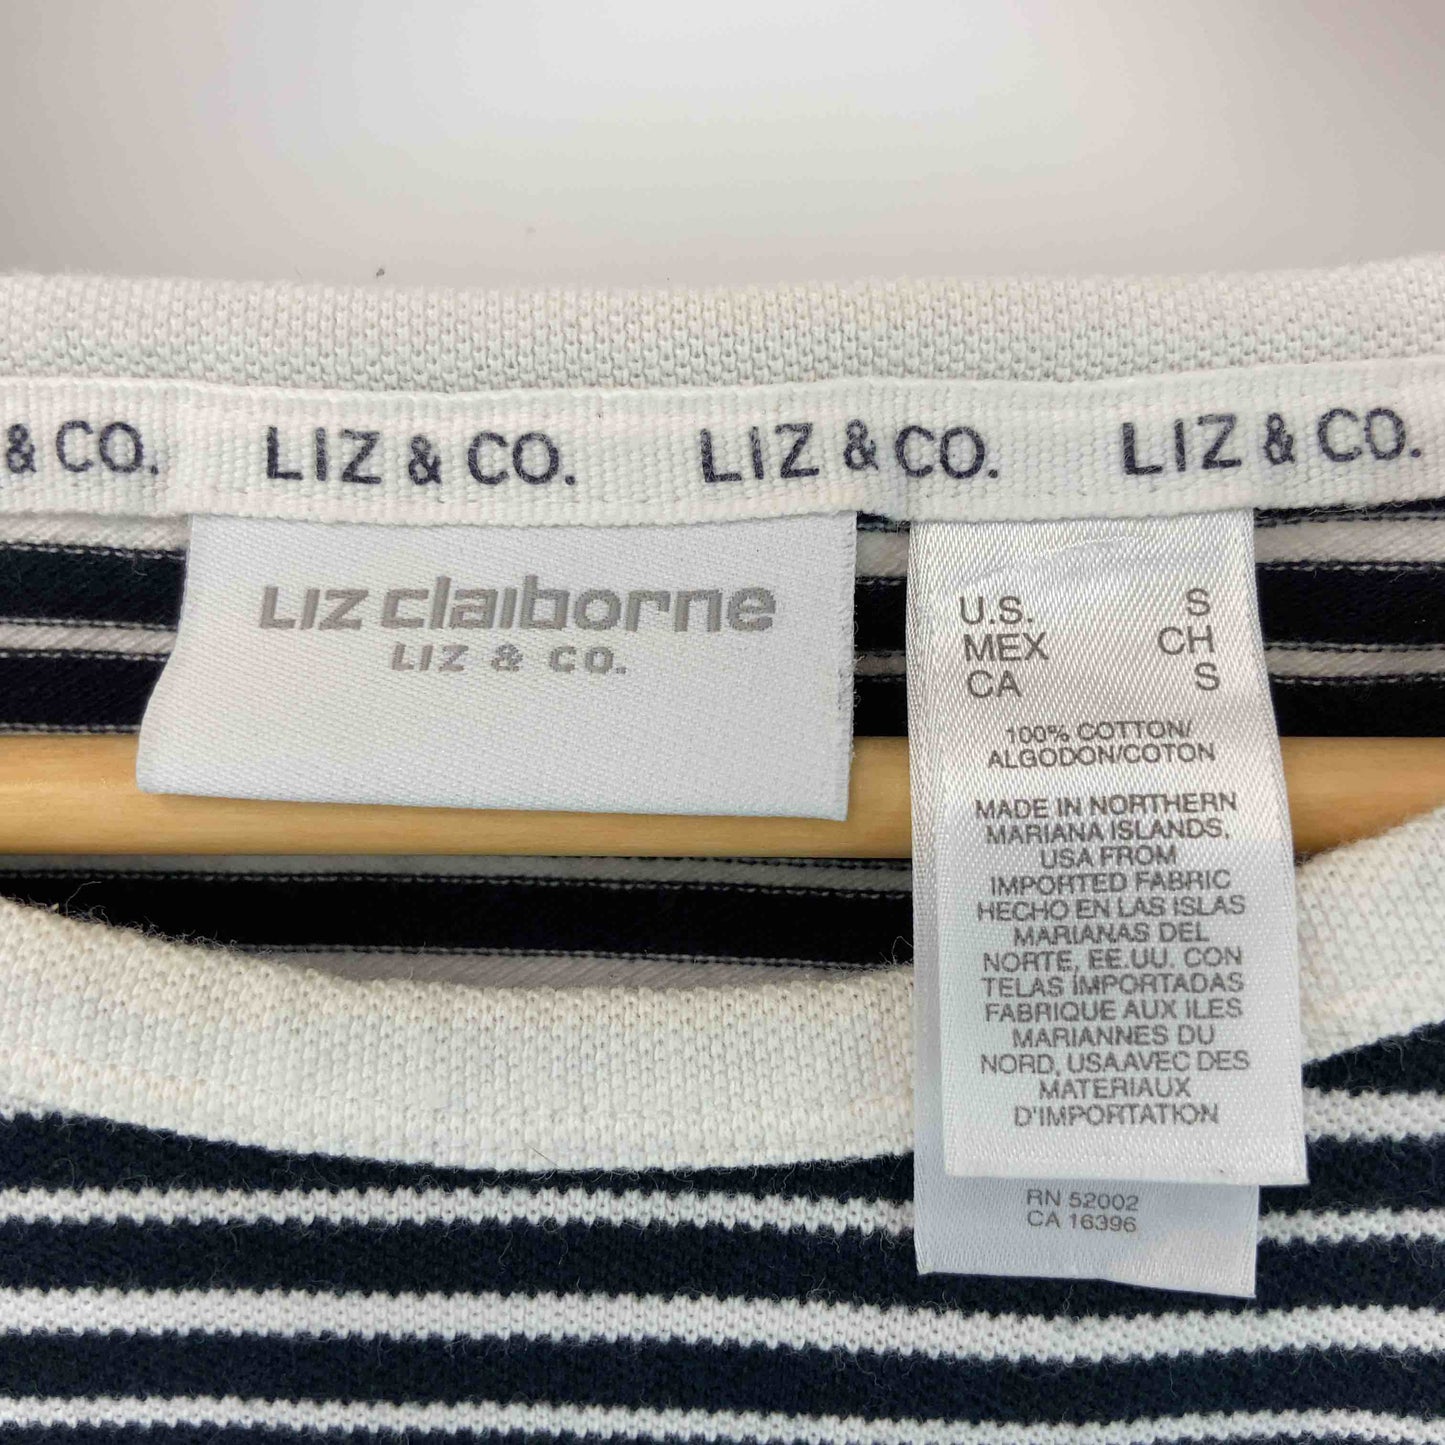 & CO. LIZ & CO. LIZ & CO. LIZ & CO.
Liz claiborne
LIZ & CO.
U.S. S
MEX CH
CA S
100% COTTON/
ALGODON/COTON
MADE IN NORTHERN
MARIANA ISLANDS,
USA FROM
IMPORTED FABRIC
HECHO EN LAS ISLAS
MARIANAS DEL
NORTE, EE.UU. CON
TELAS IMPORTADAS
FABRIQUE AUX ILES
MARIANNES DU
NORD, USAAVEC DES
MATERIAUX
D'IMPORTATION
RN 52002
CA 16396